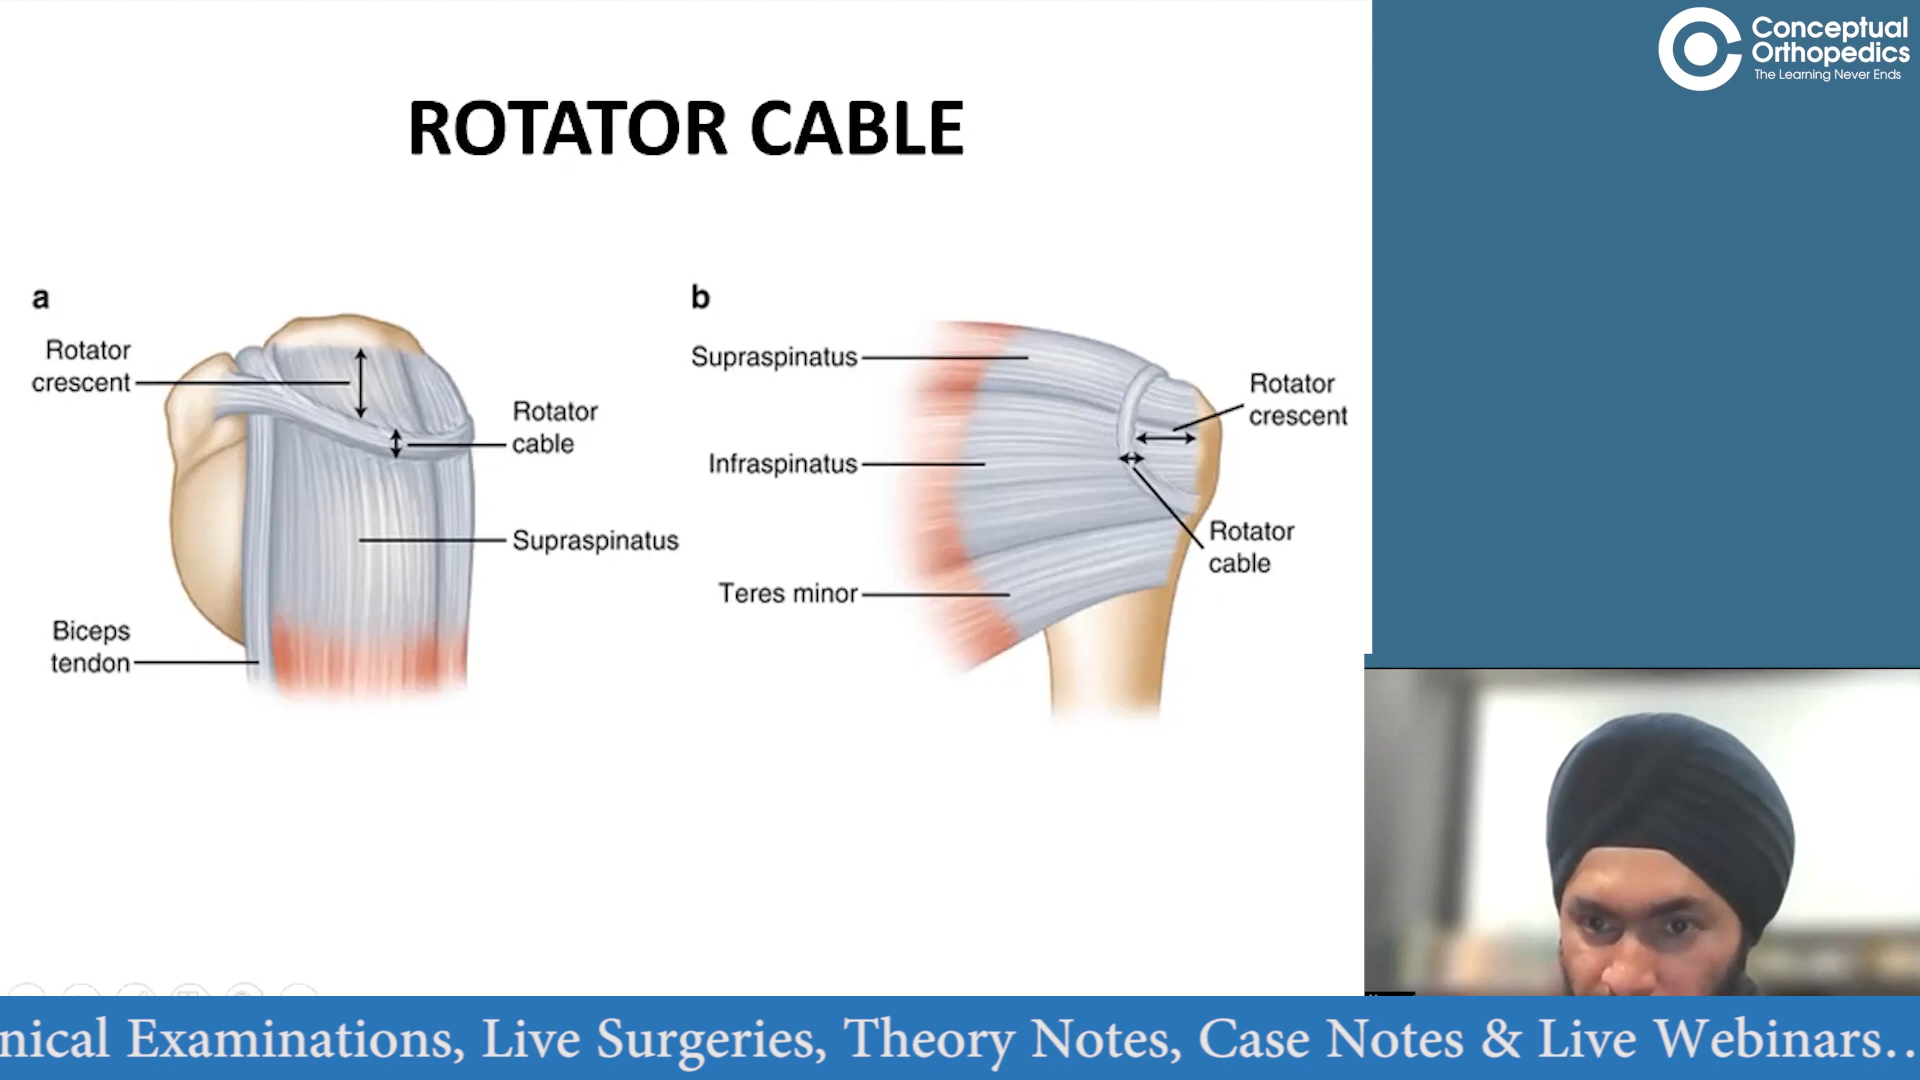 Conceptual
Orthopedics
The Learning Never Ends
ROTATOR CABLE
a
Rotator
crescent
Rotator
cable
Supraspinatus
Biceps
tendon
b
Supraspinatus
Infraspinatus
Teres minor
Rotator
crescent
Rotator
cable
nical Examinations, Live Surgeries, Theory Notes, Case Notes & Live Webinars..